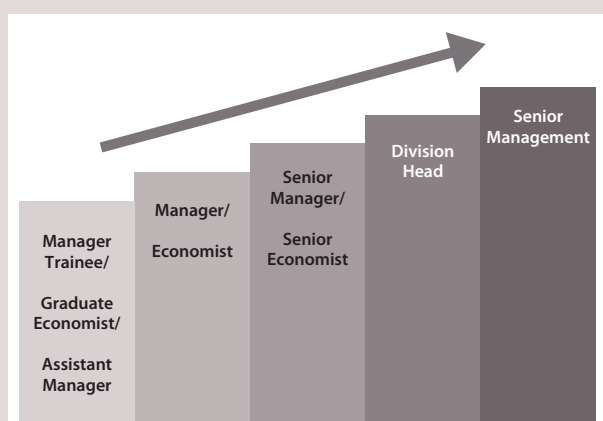 Manager
Trainee/
Graduate
Economist/
Assistant
Manager
Manager/
Economist
Senior
Manager/
Senior
Economist
Division
Head
Senior
Management